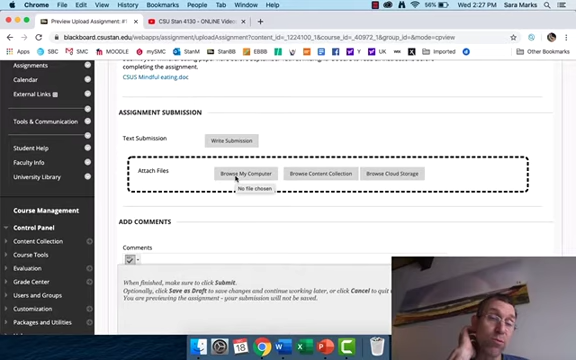 Chrome File Edit View History Bookmarks People Tab Window Help 56% Wed 2:27 PM Sara Marks
Preview Upload Assignment: #1
CSU Stan 4130 - ONLINE Video
blackboard.csustan.edu/webapps/assignment/uploadAssignment?content_id=_1224100_1&course_id=_40972_1&group_id=&mode=cpview
Apps SMC MOODLE mySMC StanBB EBBB StanCal Other Bookmarks
Assignments
Calendar
External Links
Tools & Communication
Student Help
Faculty Info
University Library
Course Management
Control Panel
Content Collection
Course Tools
Evaluation
Grade Center
Users and Groups
Customization
Packages and Utilities
completing the assignment.
CSUS Mindful eating.doc
ASSIGNMENT SUBMISSION
Text Submission
Write Submission
Attach Files
Browse My Computer
Browse Content Collection
Browse Cloud Storage
No file chosen
ADD COMMENTS
Comments
When finished, make sure to click Submit.
Optionally, click Save as Draft to save changes and continue working later, or click Cancel to quit
You are previewing the assignment - your submission will not be saved.
18